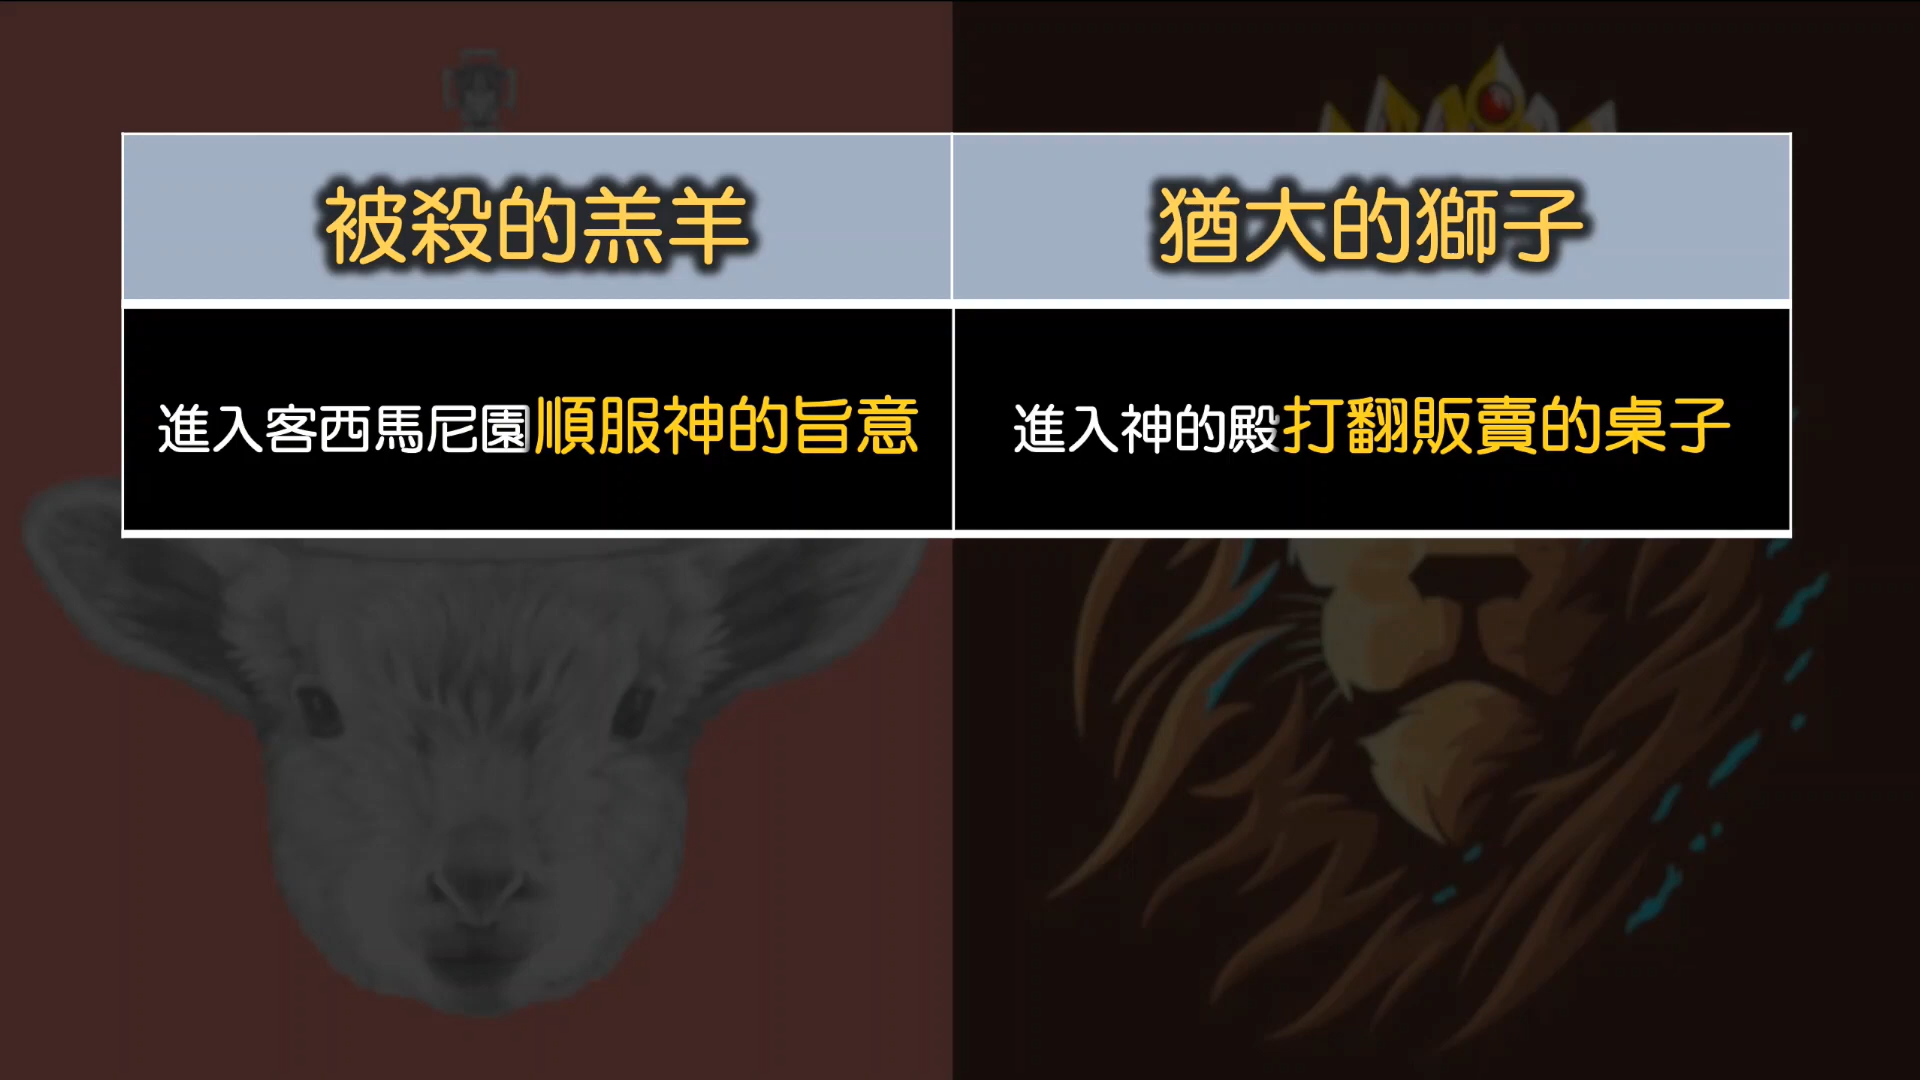 被殺的羔羊
猶大的獅子
進入客西馬尼園順服神的旨意
進入神的殿打翻販賣的桌子